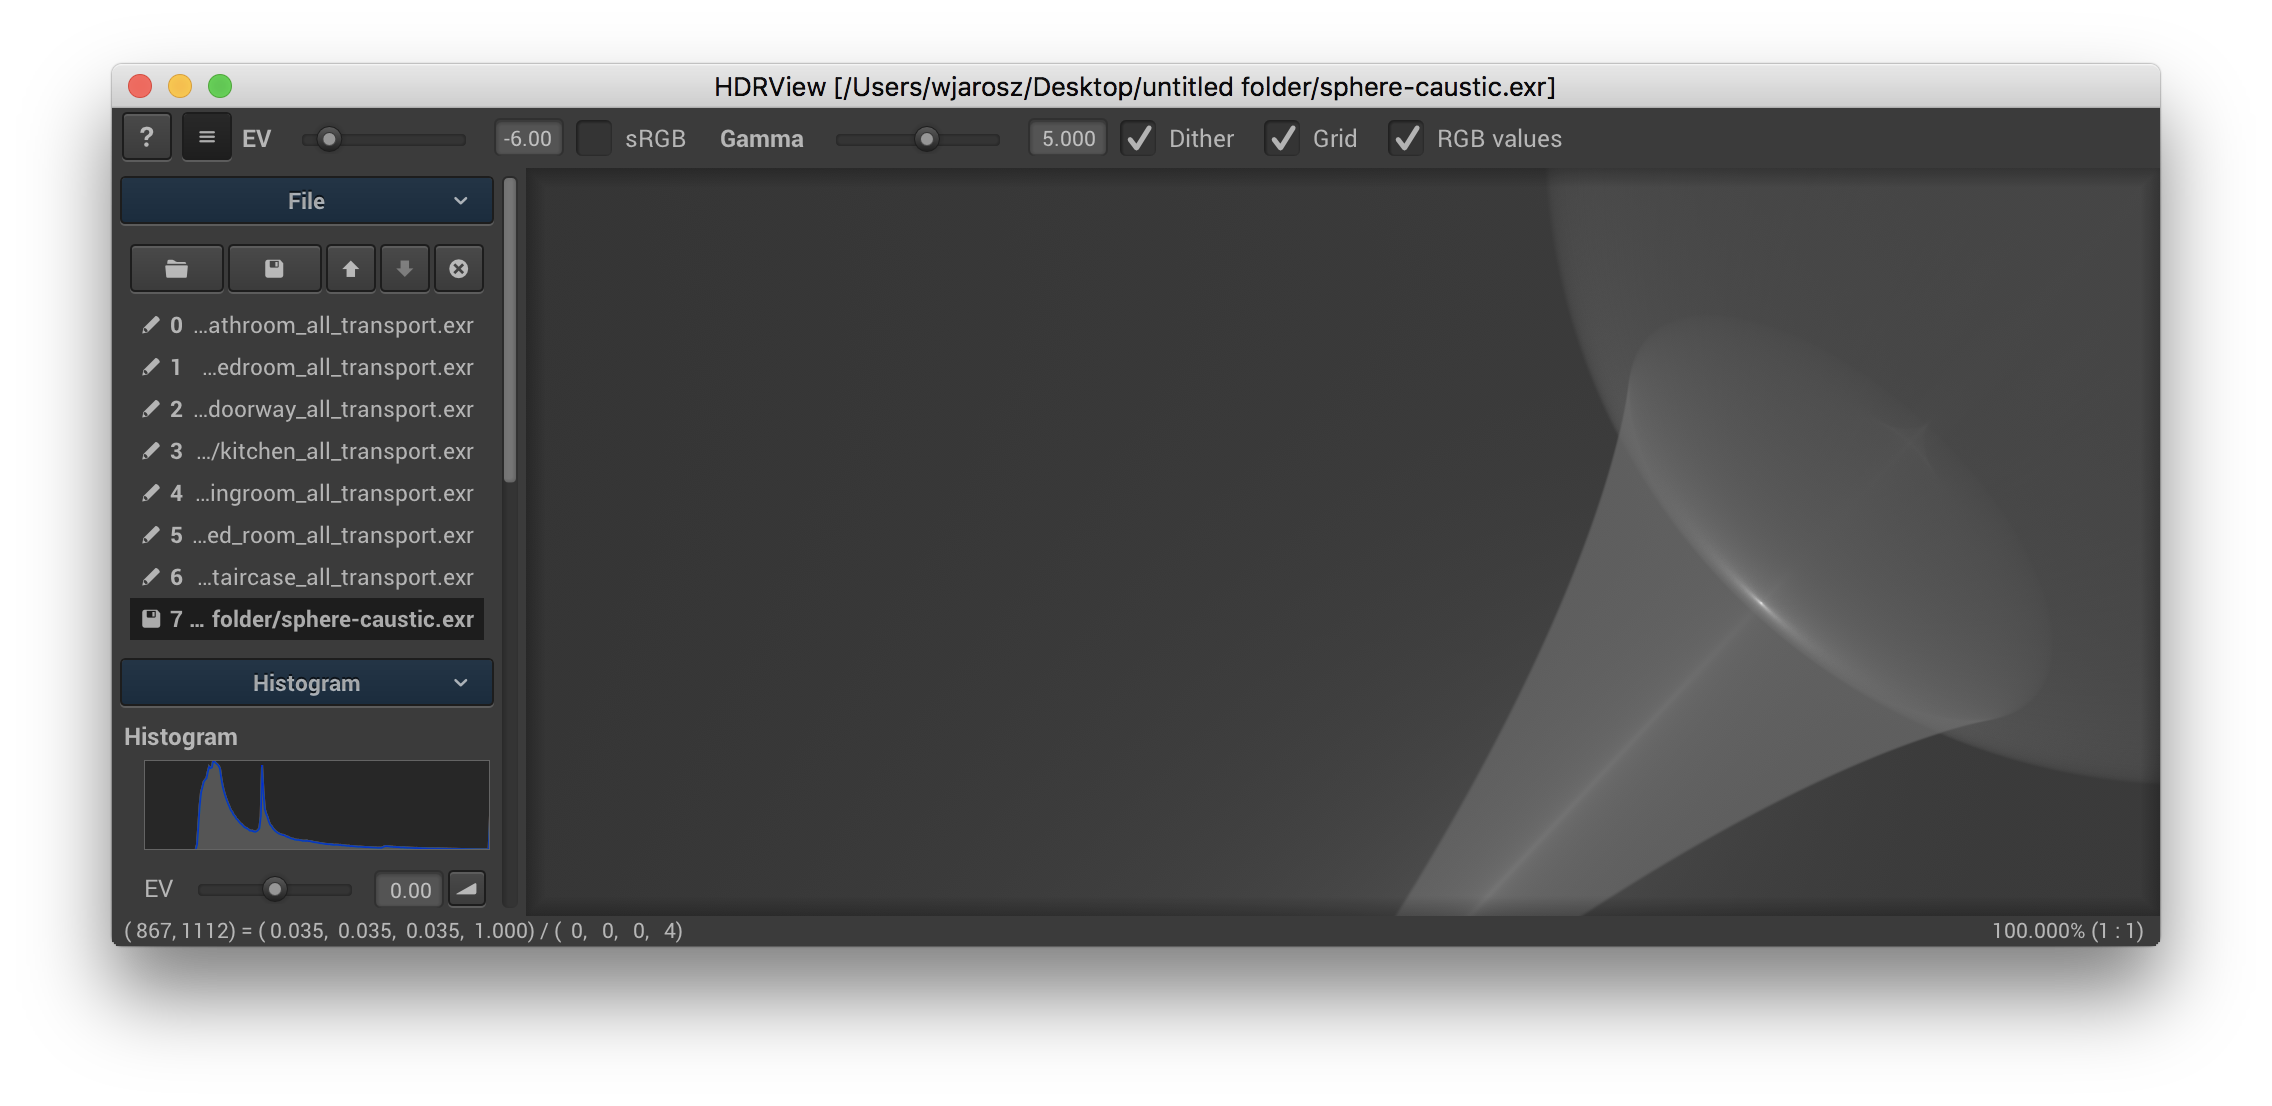 HDRView [/Users/wjarosz/Desktop/untitled folder/sphere-caustic.exr]
? EV -6.00 sRGB Gamma 5.000 Dither Grid RGB values
File
0 ...athroom_all_transport.exr
1 ...edroom_all_transport.exr
2 ...doorway_all_transport.exr
3 .../kitchen_all_transport.exr
4 ...ingroom_all_transport.exr
5 ...ed_room_all_transport.exr
6 ...taircase_all_transport.exr
7 ... folder/sphere-caustic.exr
Histogram
Histogram
EV 0.00
( 867, 1112) = ( 0.035, 0.035, 0.035, 1.000) / ( 0, 0, 0, 4)
100.000% (1 : 1)